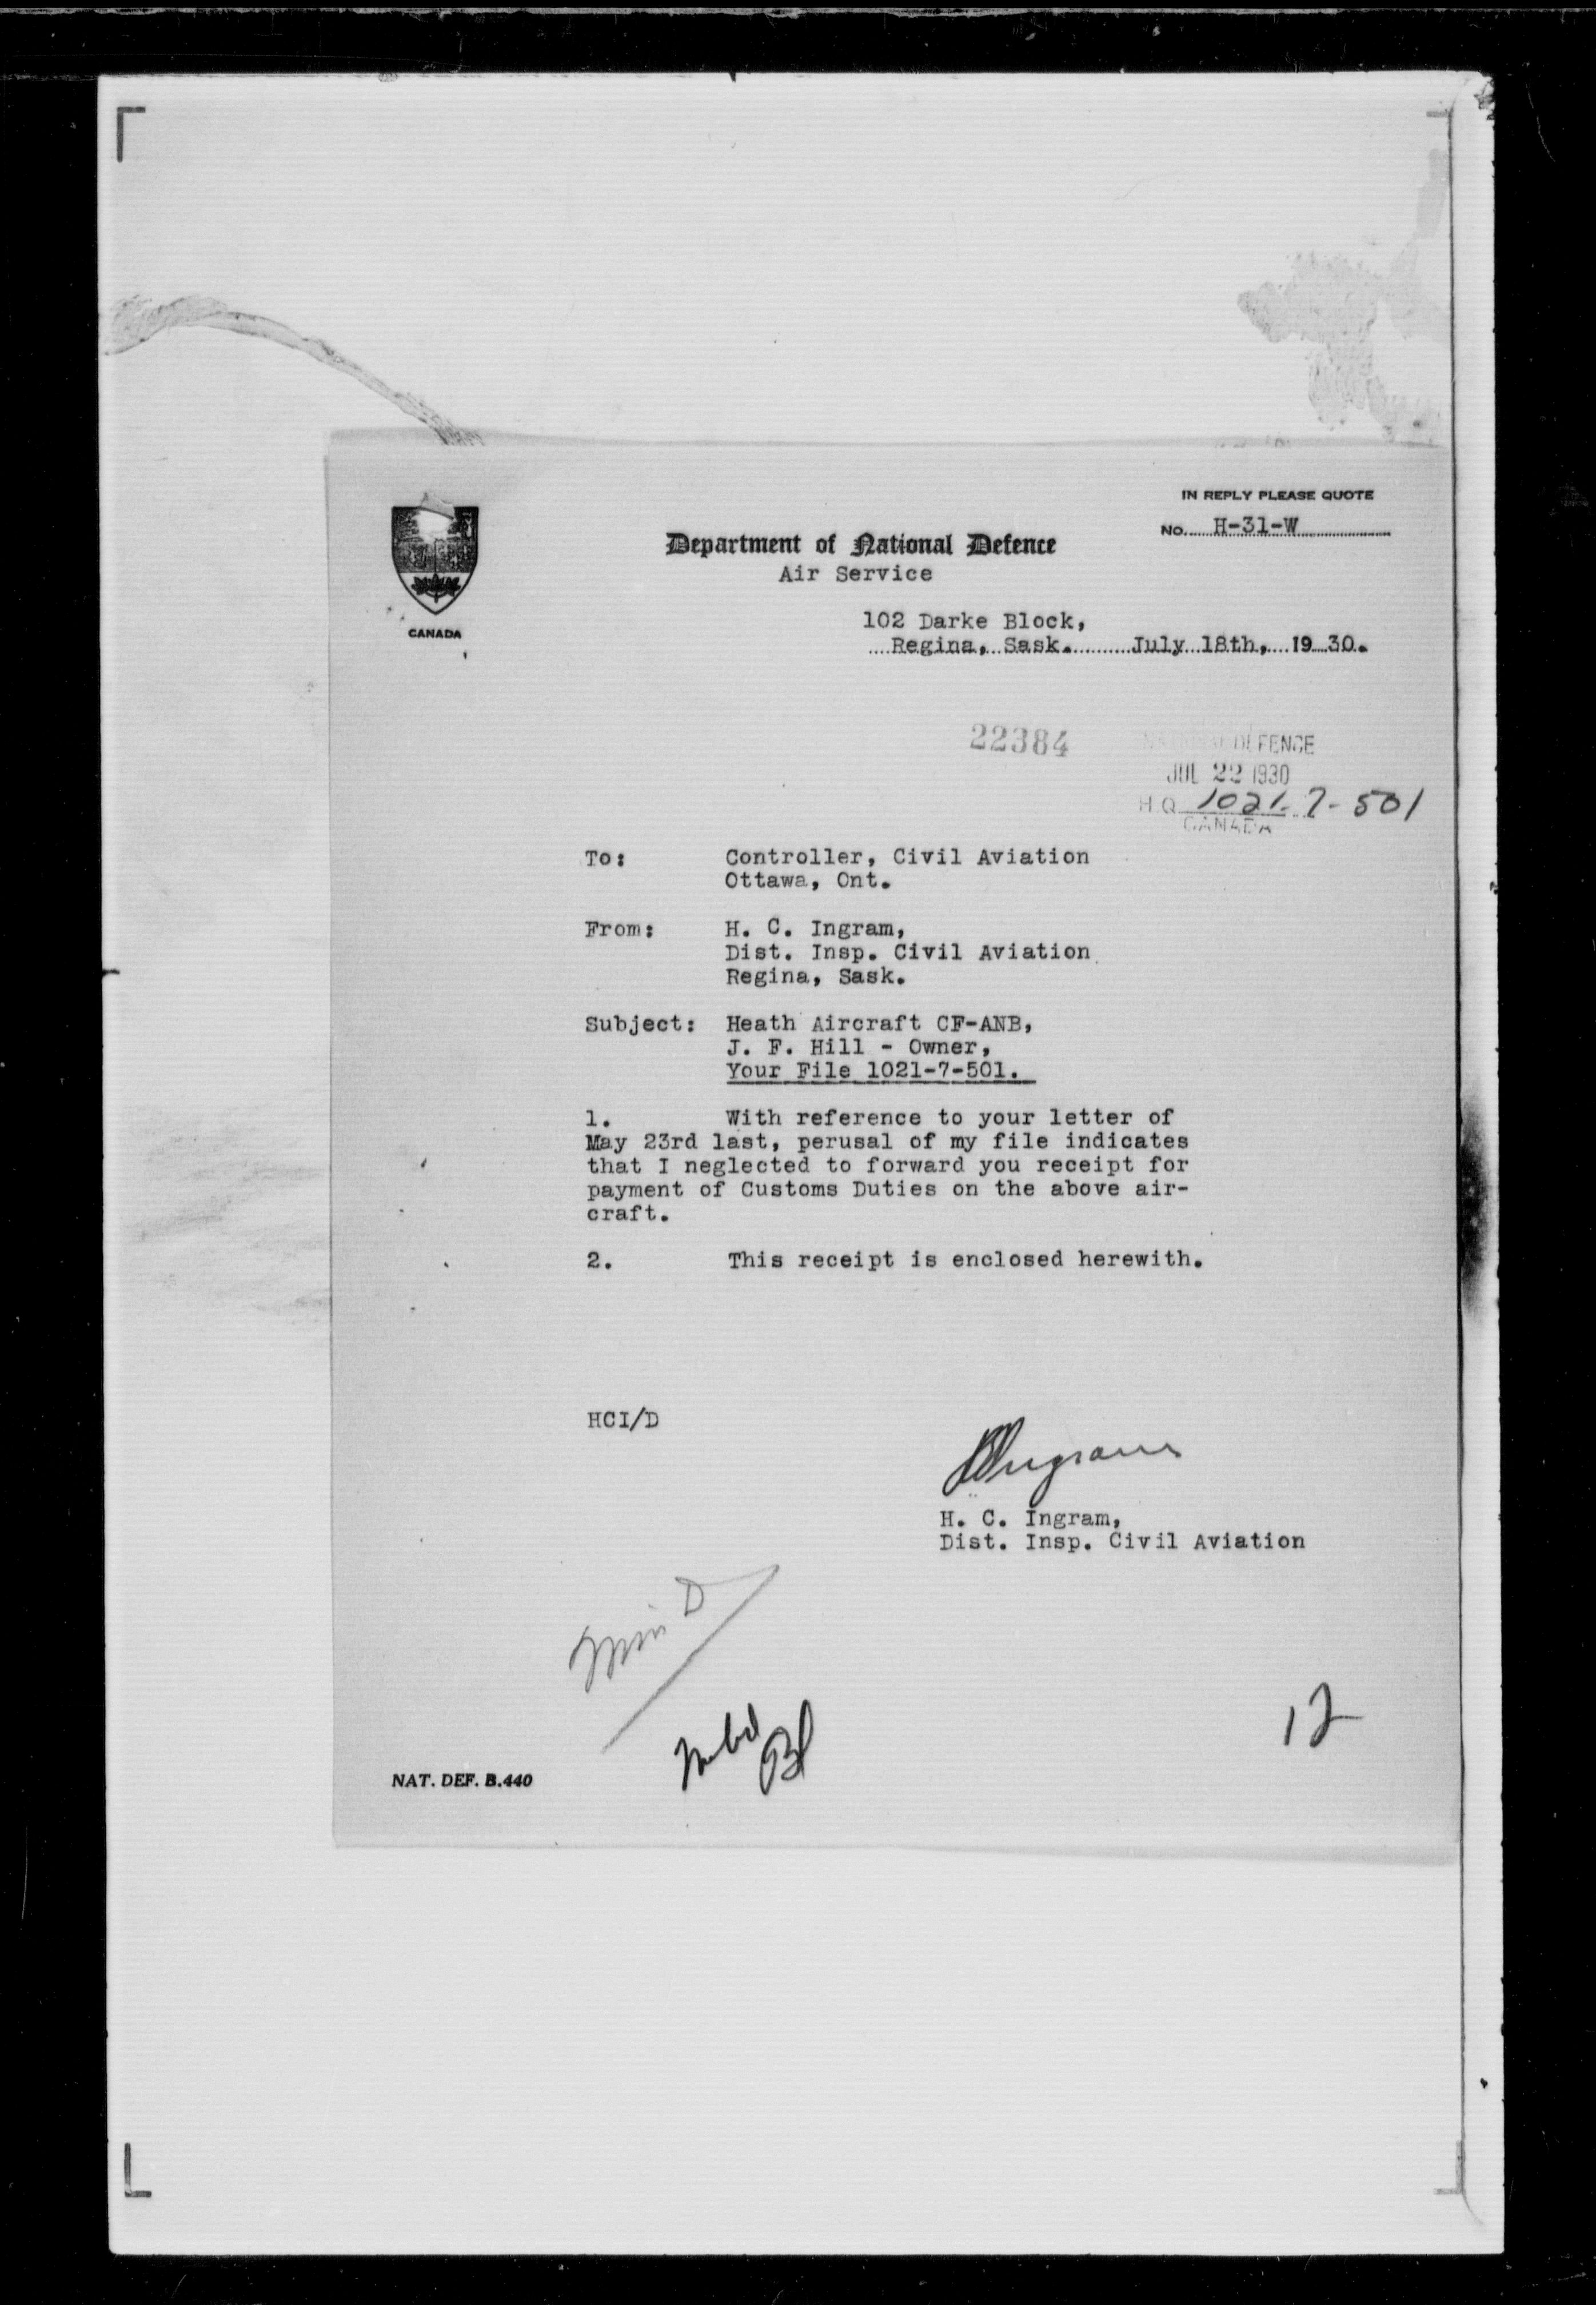 IN REPLY PLEASE QUOTE
No. H-31-W
Department of National Defence
Air Service
CANADA
102 Darke Block,
Regina, Sask. July 18th, 19 30.
22384
DEFENCE
JUL 22 1930
H Q 1021-7-501
CANADA
To: Controller, Civil Aviation
Ottawa, Ont.
From: H. C. Ingram,
Dist. Insp. Civil Aviation
Regina, Sask.
Subject: Heath Aircraft CF-ANB,
J. F. Hill - Owner,
Your File 1021-7-501.
1. With reference to your letter of
May 23rd last, perusal of my file indicates
that I neglected to forward you receipt for
payment of Customs Duties on the above air-
craft.
2. This receipt is enclosed herewith.
HCI/D
H. C. Ingram,
Dist. Insp. Civil Aviation
12
NAT. DEF. B.440